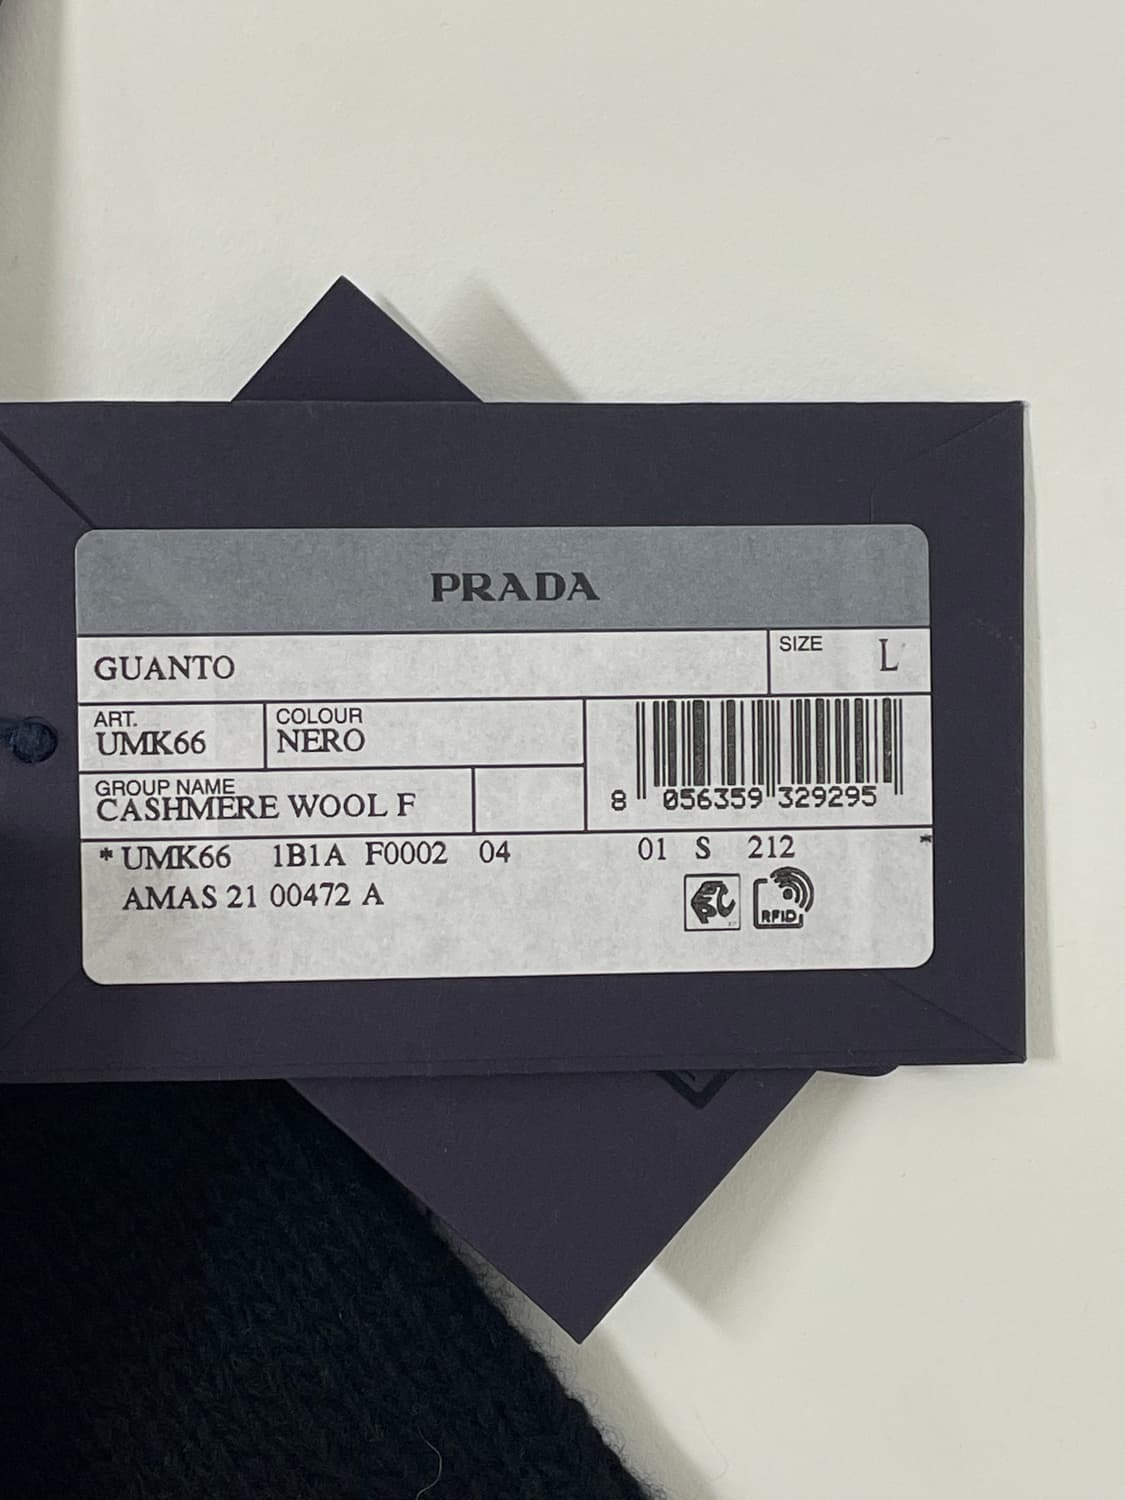 PRADA
GUANTO
SIZE L
ART.
UMK66
COLOUR
NERO
GROUP NAME
CASHMERE WOOL F
8 056359 329295
* UMK66 1B1A F0002 04 01 S 212 *
AMAS 21 00472 A
RFID